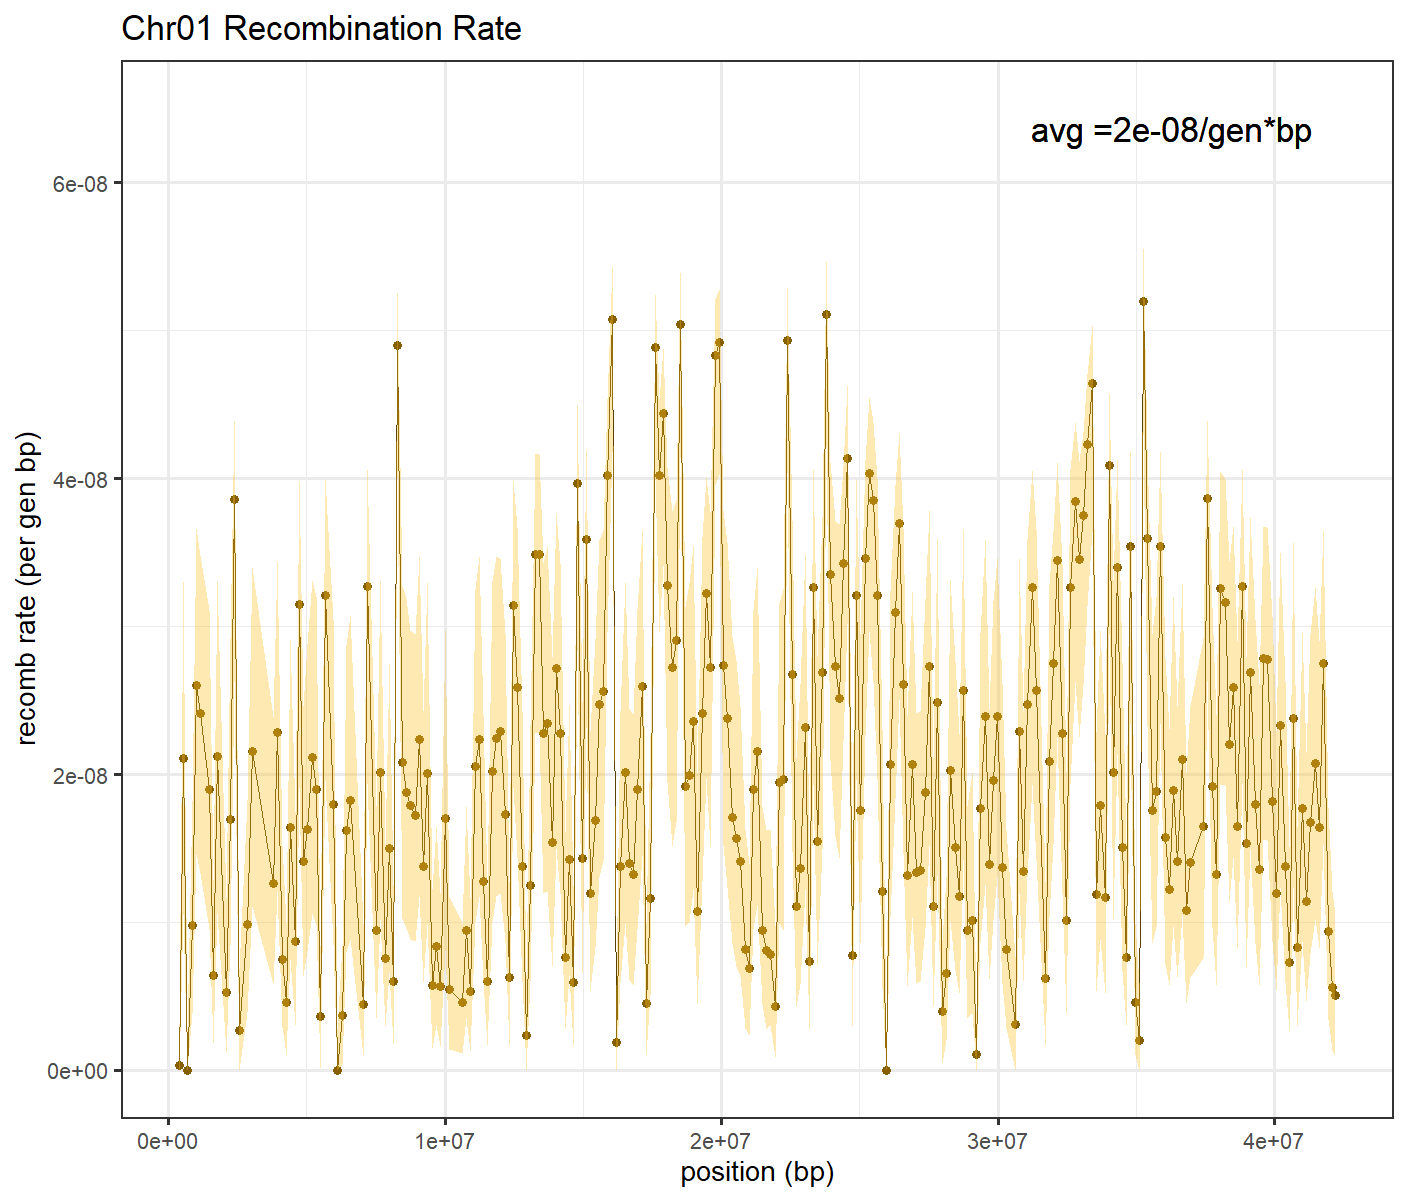 Chr01 Recombination Rate
avg =2e-08/gen*bp
6e-08
4e-08
2e-08
0e+00
recomb rate (per gen bp)
0e+00 1e+07 2e+07 3e+07 4e+07
position (bp)